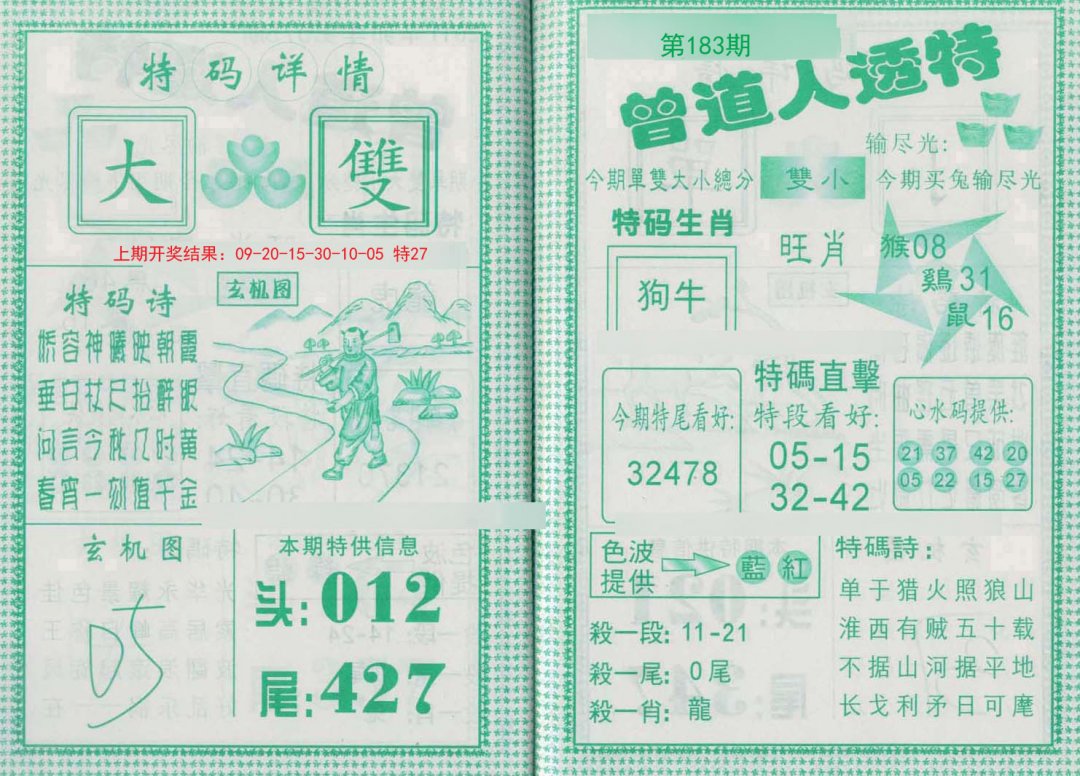 特码详情
大
雙
上期开奖结果：09-20-15-30-10-05 特27
特码诗
容神曦映朝霞
垂白杖尺抬醉眼
问言今秋几时黄
春宵一刻值千金
玄机图
玄机图
本期特供信息
头:012
尾:427
第183期
曾道人透特
输尽光:
今期單雙大小總分
雙小
今期买兔输尽光
特码生肖
狗牛
旺肖
猴08
鷄31
鼠16
今期特尾看好:
32478
特碼直擊
特段看好:
05-15
32-42
心水码提供:
21 37 42 20
05 22 15 27
色波
提供
藍 紅
殺一段: 11-21
殺一尾: 0尾
殺一肖: 龍
特碼詩:
单于猎火照狼山
淮西有贼五十载
不据山河据平地
长戈利矛日可麾